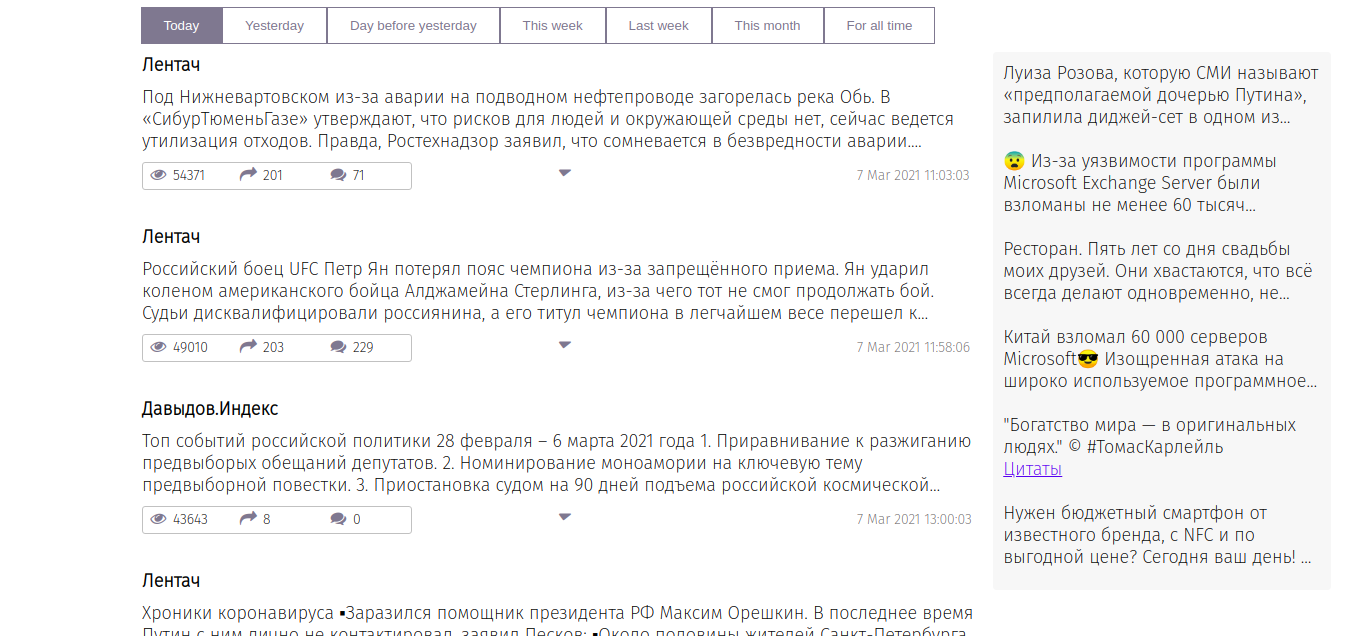 Today Yesterday Day before yesterday This week Last week This month For all time
Лентач
Под Нижневартовском из-за аварии на подводном нефтепроводе загорелась река Обь. В
«СибурТюменьГазе» утверждают, что рисков для людей и окружающей среды нет, сейчас ведется
утилизация отходов. Правда, Ростехнадзор заявил, что сомневается в безвредности аварии....
54371 201 71 7 Mar 2021 11:03:03
Лентач
Российский боец UFC Петр Ян потерял пояс чемпиона из-за запрещённого приема. Ян ударил
коленом американского бойца Алджамейна Стерлинга, из-за чего тот не смог продолжать бой.
Судьи дисквалифицировали россиянина, а его титул чемпиона в легчайшем весе перешел к...
49010 203 229 7 Mar 2021 11:58:06
Давыдов.Индекс
Топ событий российской политики 28 февраля – 6 марта 2021 года 1. Приравнивание к разжиганию
предвыборых обещаний депутатов. 2. Номинирование моноамории на ключевую тему
предвыборной повестки. 3. Приостановка судом на 90 дней подъема российской космической...
43643 8 0 7 Mar 2021 13:00:03
Лентач
Хроники коронавируса ▪Заразился помощник президента РФ Максим Орешкин. В последнее время
Путин с ним лично не контактировал, заявил Песков; ▪Около половины жителей Санкт-Петербурга
Луиза Розова, которую СМИ называют
«предполагаемой дочерью Путина»,
запилила диджей-сет в одном из...
😨 Из-за уязвимости программы
Microsoft Exchange Server были
взломаны не менее 60 тысяч...
Ресторан. Пять лет со дня свадьбы
моих друзей. Они хвастаются, что всё
всегда делают одновременно, не...
Китай взломал 60 000 серверов
Microsoft😎 Изощренная атака на
широко используемое программное...
"Богатство мира — в оригинальных
людях." © #ТомасКарлейль
Цитаты
Нужен бюджетный смартфон от
известного бренда, с NFC и по
выгодной цене? Сегодня ваш день! ...